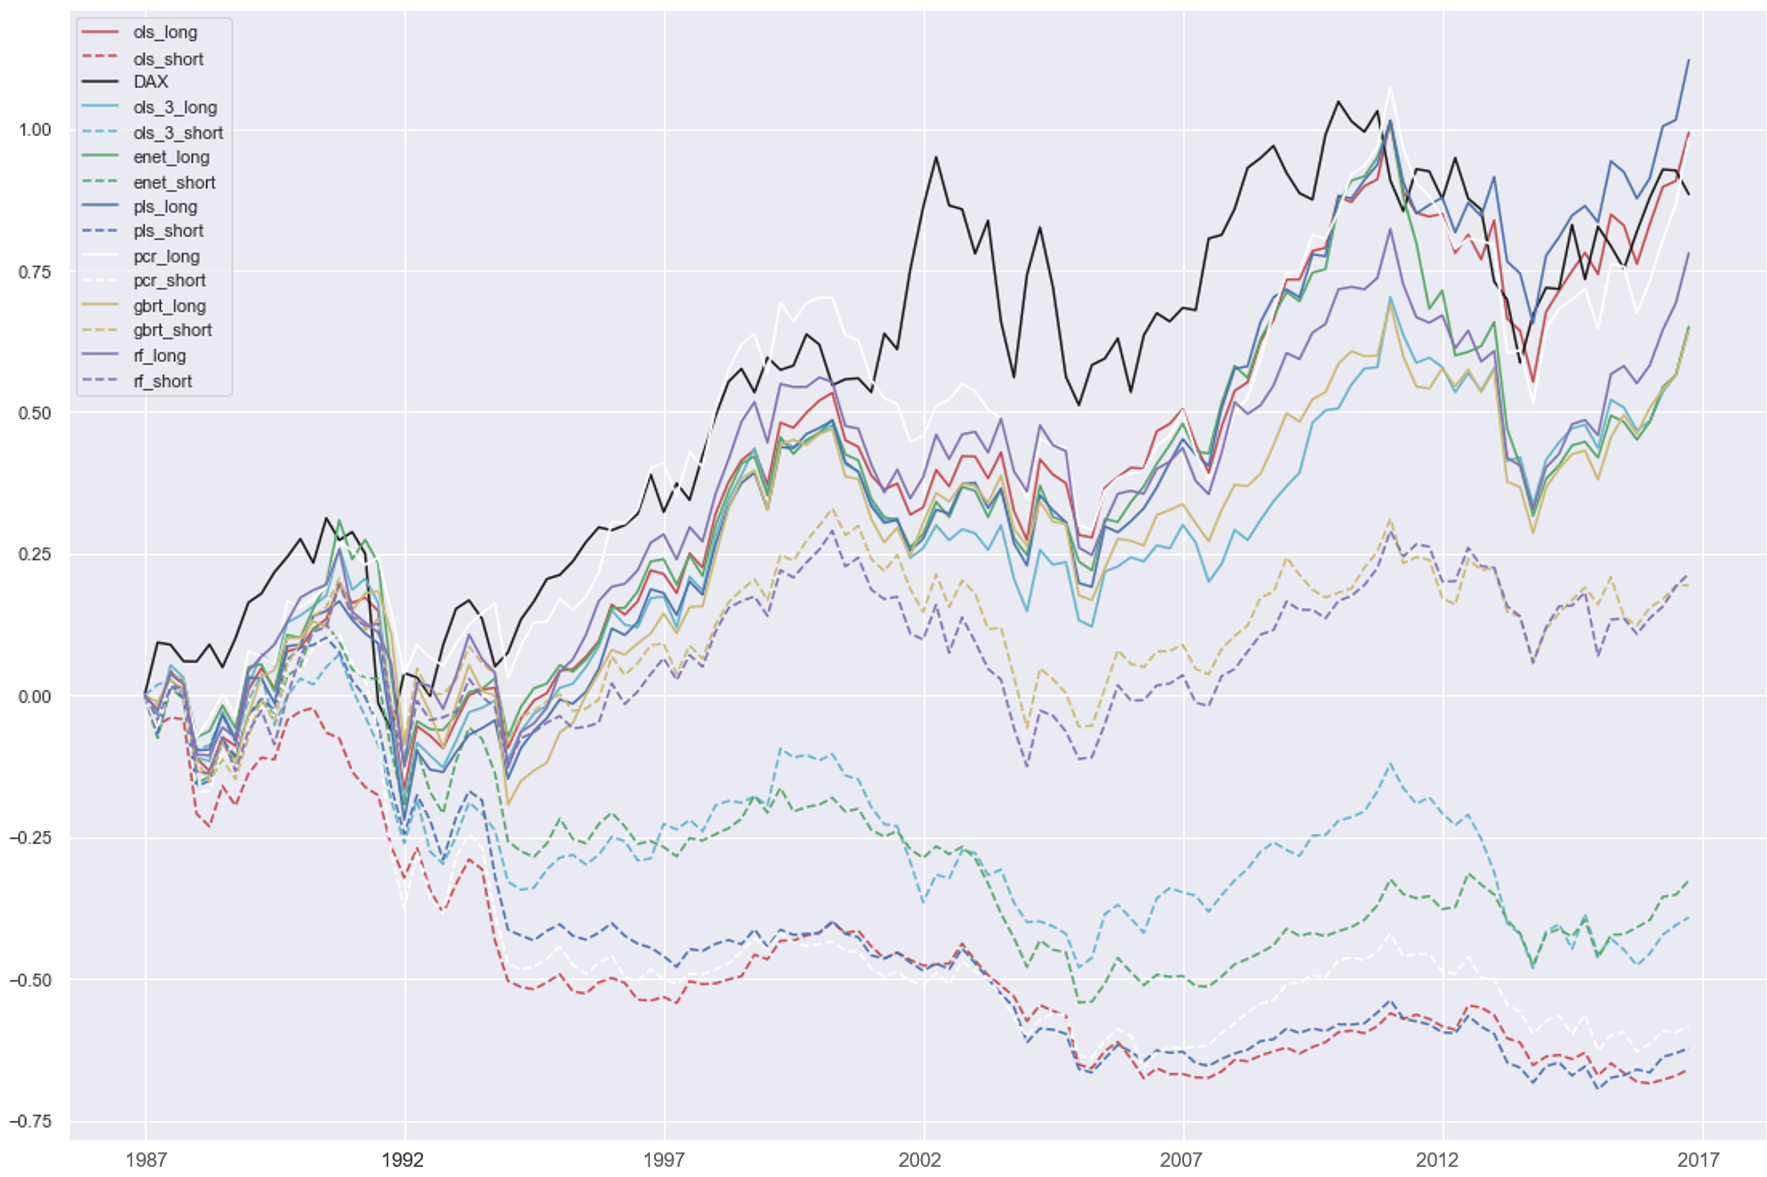 ols_long
ols_short
DAX
ols_3_long
ols_3_short
enet_long
enet_short
pls_long
pls_short
pcr_long
pcr_short
gbrt_long
gbrt_short
rf_long
rf_short
1.00
0.75
0.50
0.25
0.00
−0.25
−0.50
−0.75
1987 1992 1997 2002 2007 2012 2017